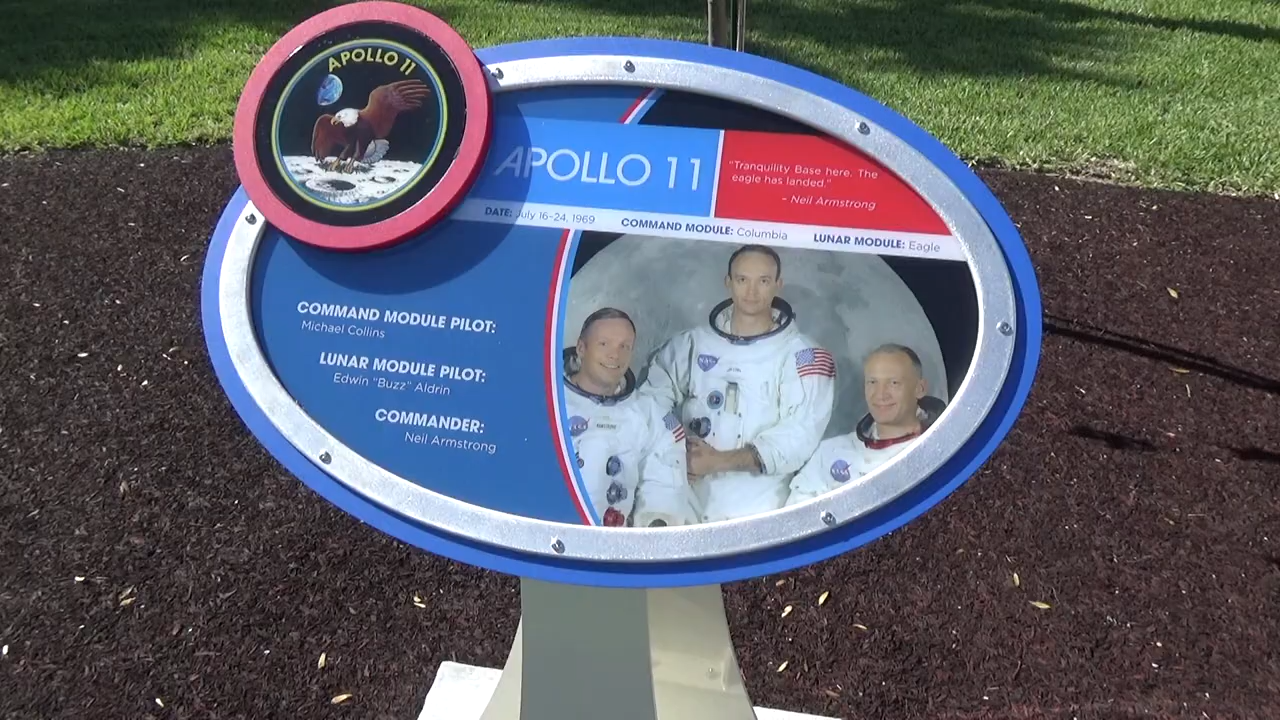 APOLLO 11
APOLLO 11
"Tranquility Base here. The
eagle has landed."
– Neil Armstrong
DATE: July 16-24, 1969
COMMAND MODULE: Columbia
LUNAR MODULE: Eagle
COMMAND MODULE PILOT:
Michael Collins
LUNAR MODULE PILOT:
Edwin "Buzz" Aldrin
COMMANDER:
Neil Armstrong
NASA
NASA
NASA